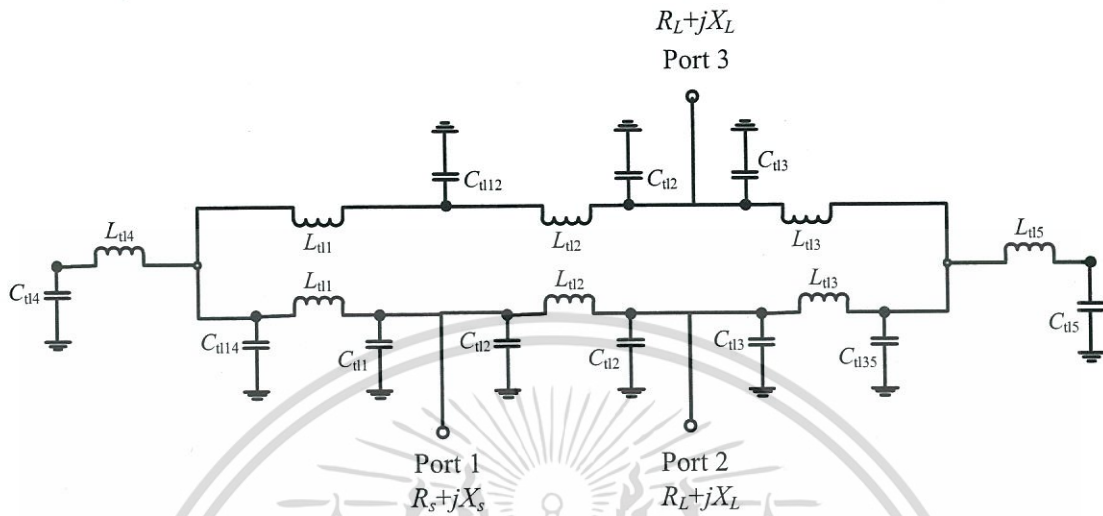 R_L+jX_L
Port 3
C_tl12
C_tl2
C_tl3
L_tl4
L_tl1
L_tl2
L_tl3
L_tl5
C_tl4
L_tl1
L_tl2
L_tl3
C_tl5
C_tl14
C_tl1
C_tl2
C_tl2
C_tl3
C_tl35
Port 1
R_s+jX_s
Port 2
R_L+jX_L